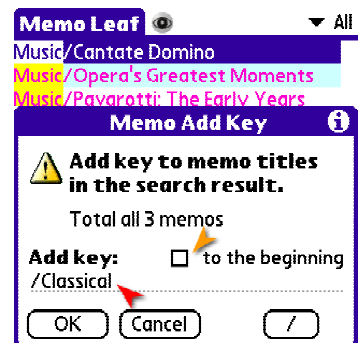 Memo Leaf All
Music/Cantate Domino
Music/Opera's Greatest Moments
Music/Pavarotti: The Early Years
Memo Add Key
Add key to memo titles
in the search result.
Total all 3 memos
Add key: to the beginning
/Classical
OK Cancel /